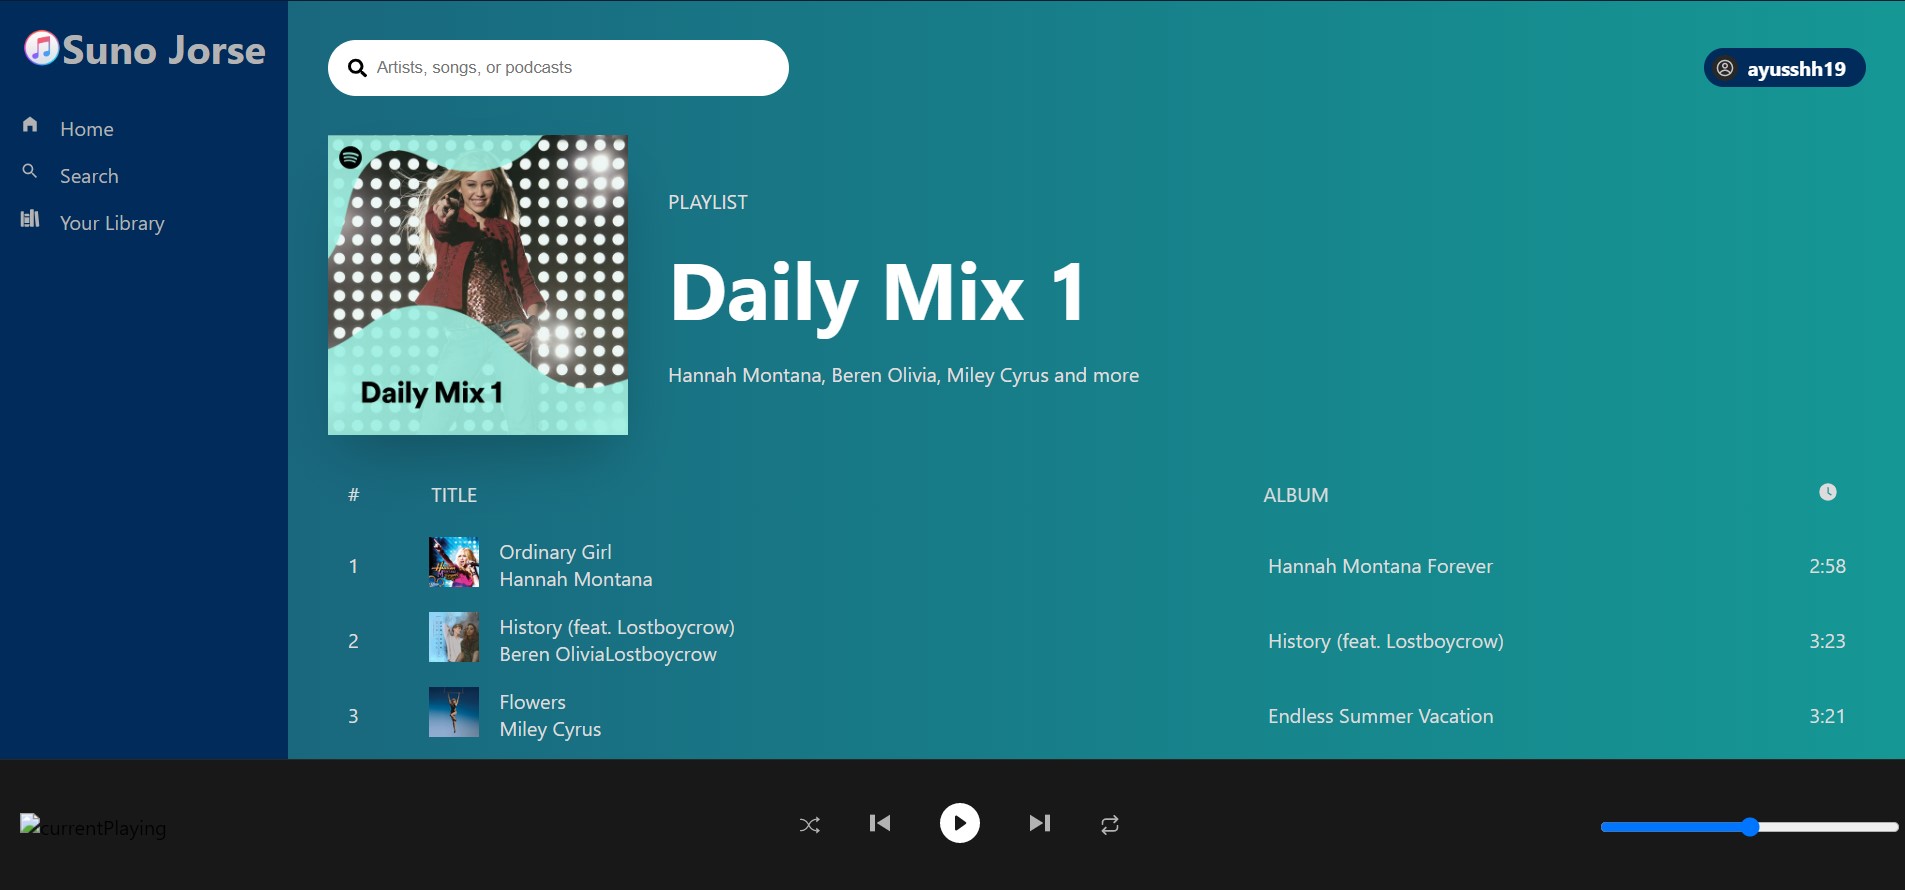 Suno Jorse
Artists, songs, or podcasts
ayusshh19
Home
Search
Your Library
Daily Mix 1
PLAYLIST
Daily Mix 1
Hannah Montana, Beren Olivia, Miley Cyrus and more
# TITLE ALBUM
1 Ordinary Girl Hannah Montana Forever 2:58
Hannah Montana
2 History (feat. Lostboycrow) History (feat. Lostboycrow) 3:23
Beren OliviaLostboycrow
3 Flowers Endless Summer Vacation 3:21
Miley Cyrus
currentPlaying